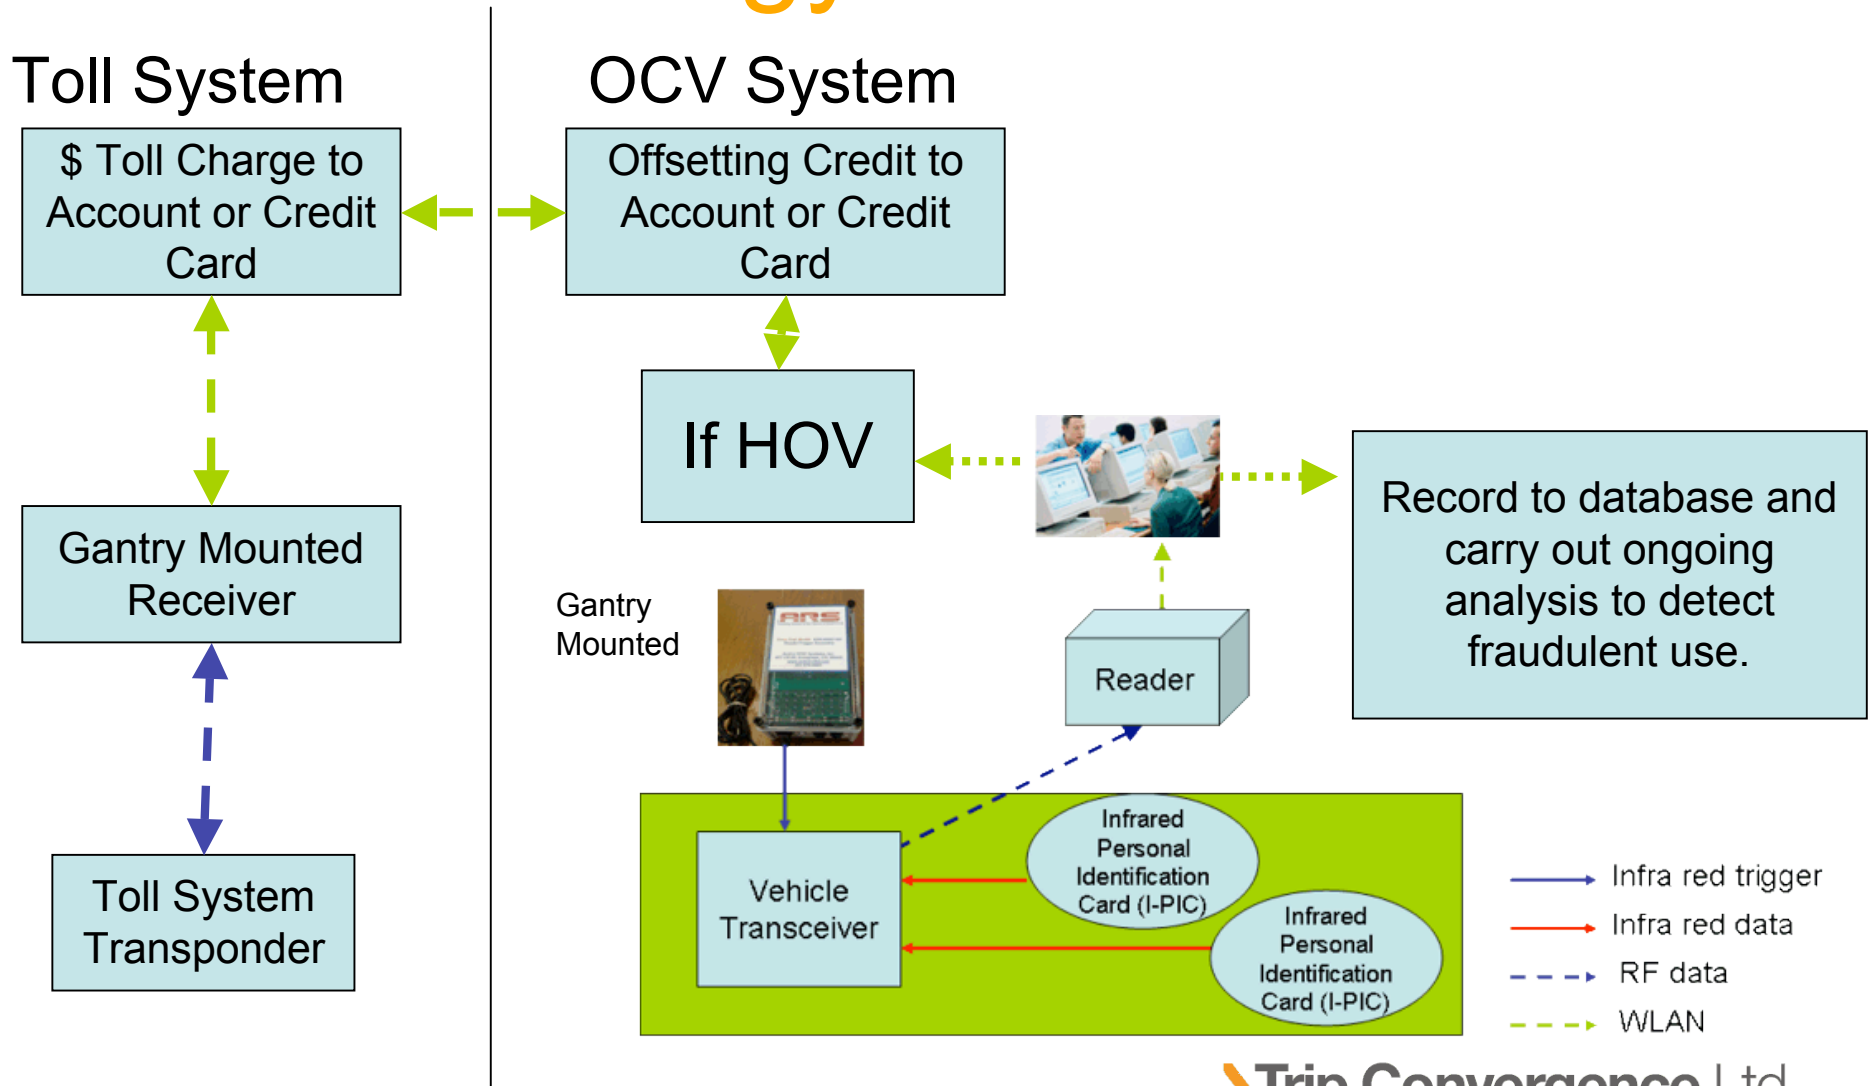 Toll System
OCV System
$ Toll Charge to
Account or Credit
Card
Offsetting Credit to
Account or Credit
Card
If HOV
Gantry Mounted
Receiver
Record to database and
carry out ongoing
analysis to detect
fraudulent use.
Gantry
Mounted
ARS
Reader
Toll System
Transponder
Vehicle
Transceiver
Infrared
Personal
Identification
Card (I-PIC)
Infrared
Personal
Identification
Card (I-PIC)
Infra red trigger
Infra red data
RF data
WLAN
Trip Convergence Ltd